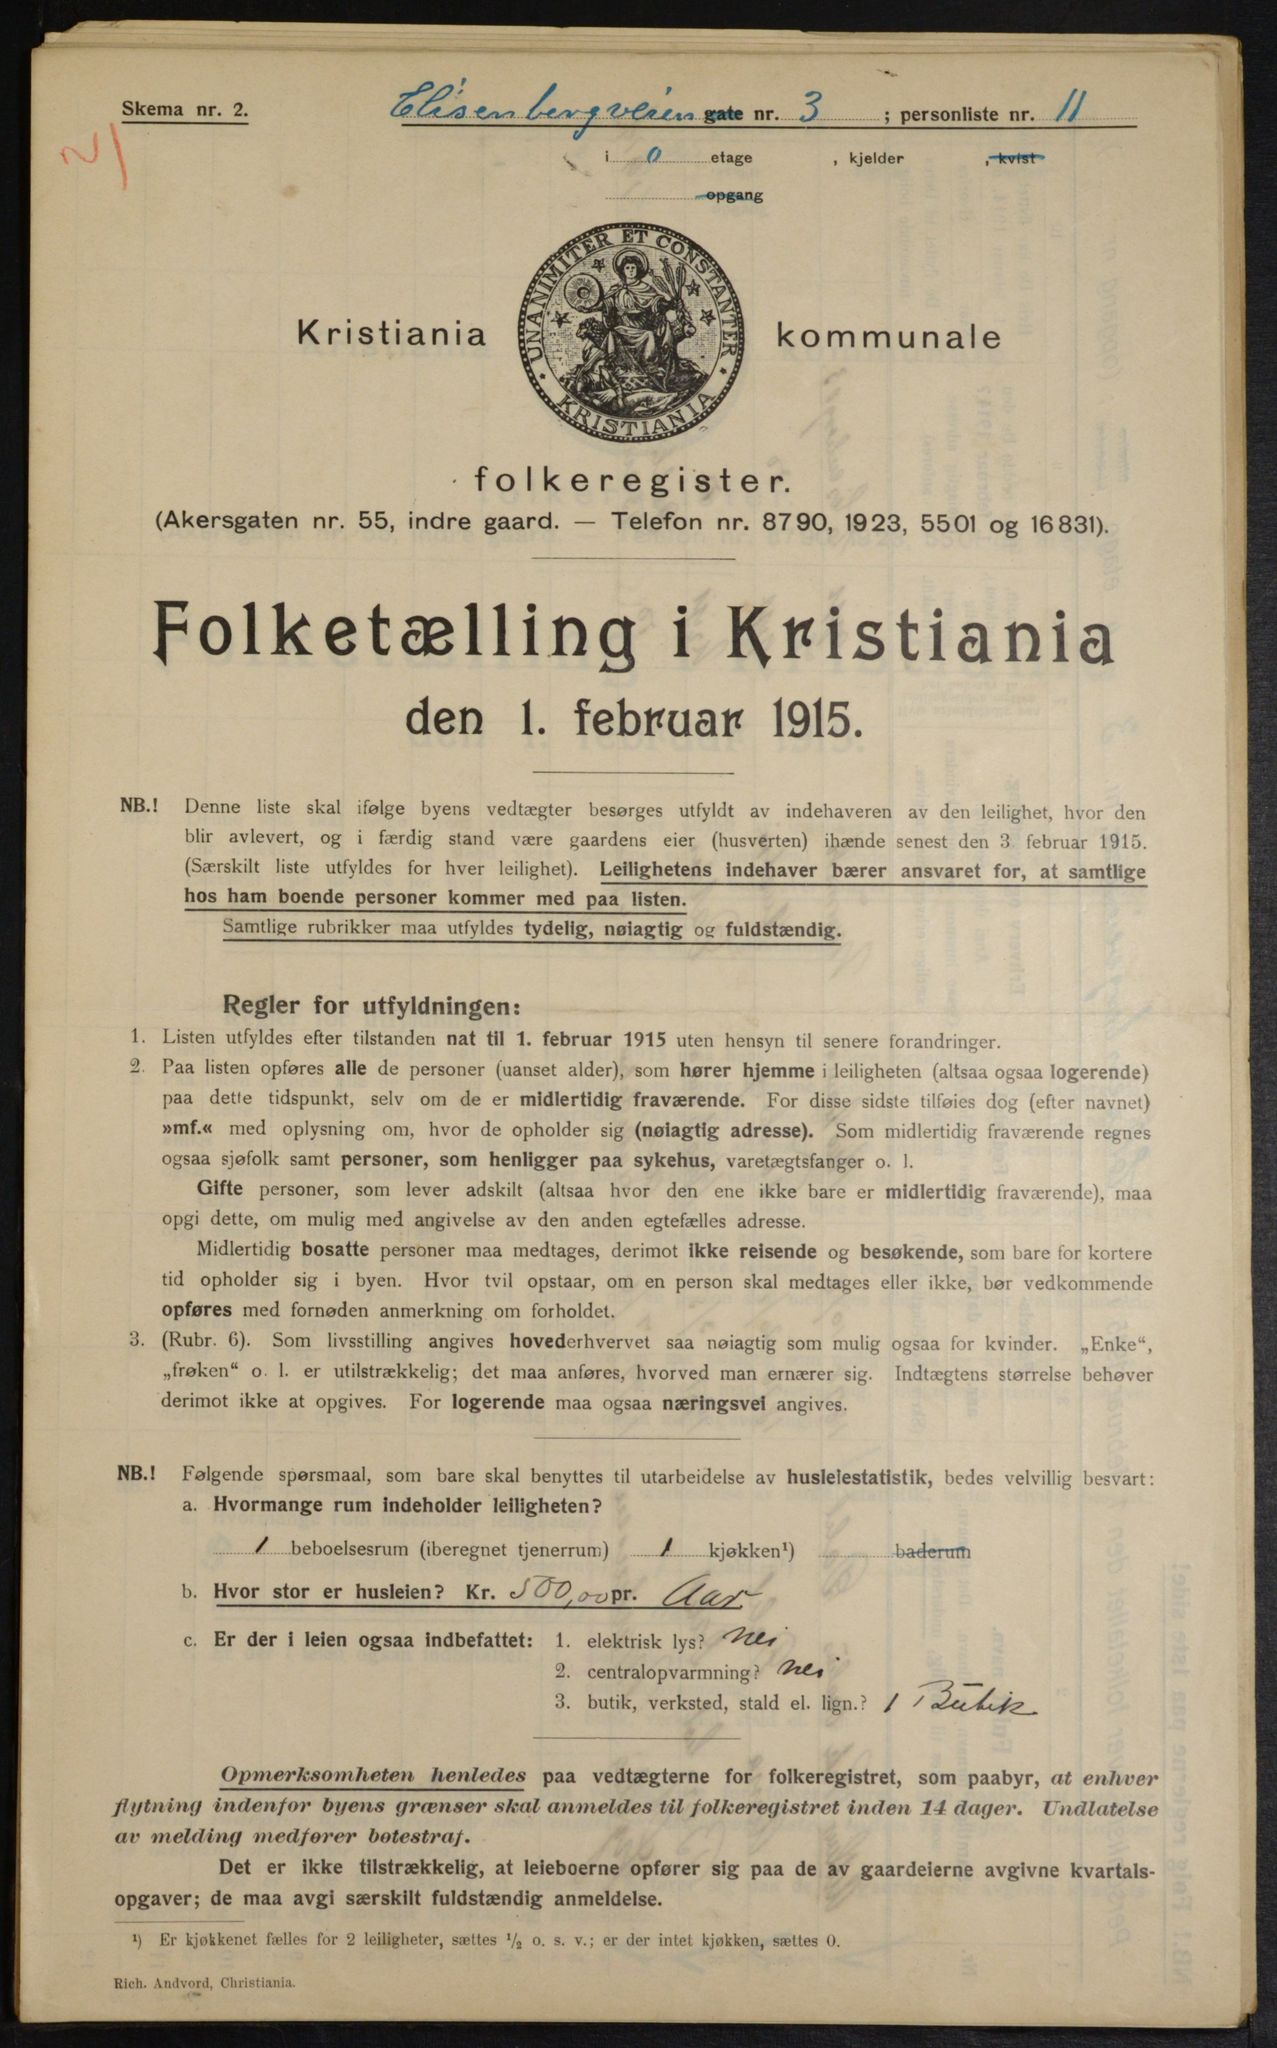 Skema nr. 2.
Elisenbergveien gate nr. 3 ; personliste nr. 11
21
i 0 etage , kjelder , kvist
opgang
UNANIMITER ET CONSTANTER
KRISTIANIA
Kristiania kommunale
folkeregister.
(Akersgaten nr. 55, indre gaard. — Telefon nr. 8790, 1923, 5501 og 16831).
Folketælling i Kristiania
den 1. februar 1915.
NB.! Denne liste skal ifølge byens vedtægter besørges utfyldt av indehaveren av den leilighet, hvor den
blir avlevert, og i færdig stand være gaardens eier (husverten) ihænde senest den 3 februar 1915.
(Særskilt liste utfyldes for hver leilighet). Leilighetens indehaver bærer ansvaret for, at samtlige
hos ham boende personer kommer med paa listen.
Samtlige rubrikker maa utfyldes tydelig, nøiagtig og fuldstændig.
Regler for utfyldningen:
1. Listen utfyldes efter tilstanden nat til 1. februar 1915 uten hensyn til senere forandringer.
2. Paa listen opføres alle de personer (uanset alder), som hører hjemme i leiligheten (altsaa ogsaa logerende)
paa dette tidspunkt, selv om de er midlertidig fraværende. For disse sidste tilføies dog (efter navnet)
»mf.« med oplysning om, hvor de opholder sig (nøiagtig adresse). Som midlertidig fraværende regnes
ogsaa sjøfolk samt personer, som henligger paa sykehus, varetægtsfanger o. l.
Gifte personer, som lever adskilt (altsaa hvor den ene ikke bare er midlertidig fraværende), maa
opgi dette, om mulig med angivelse av den anden egtefælles adresse.
Midlertidig bosatte personer maa medtages, derimot ikke reisende og besøkende, som bare for kortere
tid opholder sig i byen. Hvor tvil opstaar, om en person skal medtages eller ikke, bør vedkommende
opføres med fornøden anmerkning om forholdet.
3. (Rubr. 6). Som livsstilling angives hovederhvervet saa nøiagtig som mulig ogsaa for kvinder. „Enke“,
„frøken“ o. l. er utilstrækkelig; det maa anføres, hvorved man ernærer sig. Indtægtens størrelse behøver
derimot ikke at opgives. For logerende maa ogsaa næringsvei angives.
NB.! Følgende spørsmaal, som bare skal benyttes til utarbeidelse av husleiestatistik, bedes velvillig besvart:
a. Hvormange rum indeholder leiligheten?
1 beboelsesrum (iberegnet tjenerrum) 1 kjøkken¹) baderum
b. Hvor stor er husleien? Kr. 500,00 pr. Aar.
c. Er der i leien ogsaa indbefattet: 1. elektrisk lys? Nei
2. centralopvarmning? Nei
3. butik, verksted, stald el. lign.? 1 Butik
Opmerksomheten henledes paa vedtægterne for folkeregistret, som paabyr, at enhver
flytning indenfor byens grænser skal anmeldes til folkeregistret inden 14 dager. Undlatelse
av melding medfører bøtestraf.
Det er ikke tilstrækkelig, at leieboerne opfører sig paa de av gaardeierne avgivne kvartals-
opgaver; de maa avgi særskilt fuldstændig anmeldelse.
¹) Er kjøkkenet fælles for 2 leiligheter, sættes ½ o. s. v.; er der intet kjøkken, sættes 0.
Rich. Andvord, Christiania.